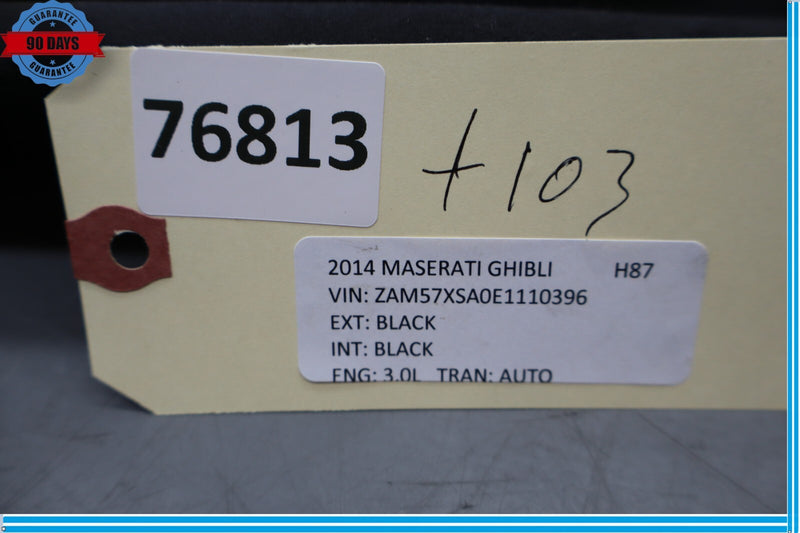 GUARANTEE
90 DAYS
GUARANTEE
76813
t103
2014 MASERATI GHIBLI H87
VIN: ZAM57XSA0E1110396
EXT: BLACK
INT: BLACK
ENG: 3.0L TRAN: AUTO